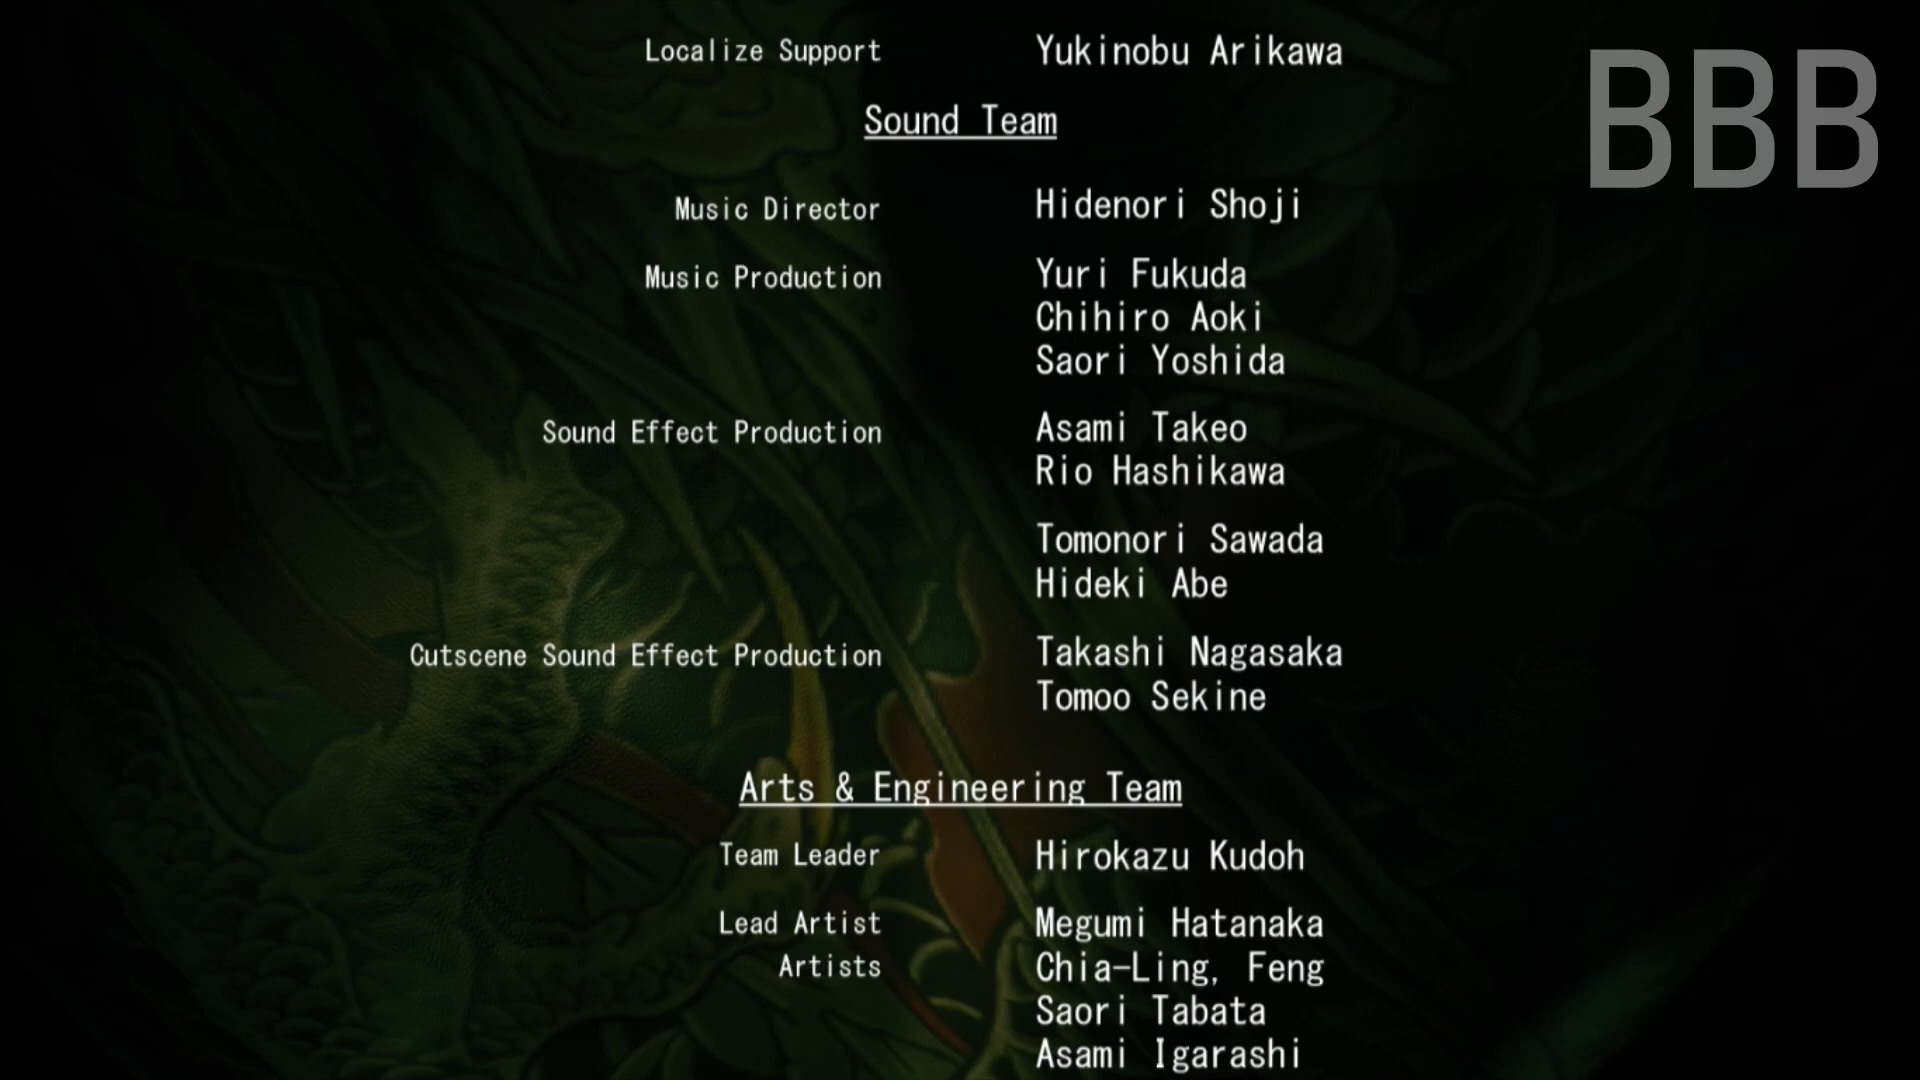 Localize Support Yukinobu Arikawa
BBB
Sound Team
Music Director Hidenori Shoji
Music Production Yuri Fukuda
Chihiro Aoki
Saori Yoshida
Sound Effect Production Asami Takeo
Rio Hashikawa
Tomonori Sawada
Hideki Abe
Cutscene Sound Effect Production Takashi Nagasaka
Tomoo Sekine
Arts & Engineering Team
Team Leader Hirokazu Kudoh
Lead Artist Megumi Hatanaka
Artists Chia-Ling, Feng
Saori Tabata
Asami Igarashi